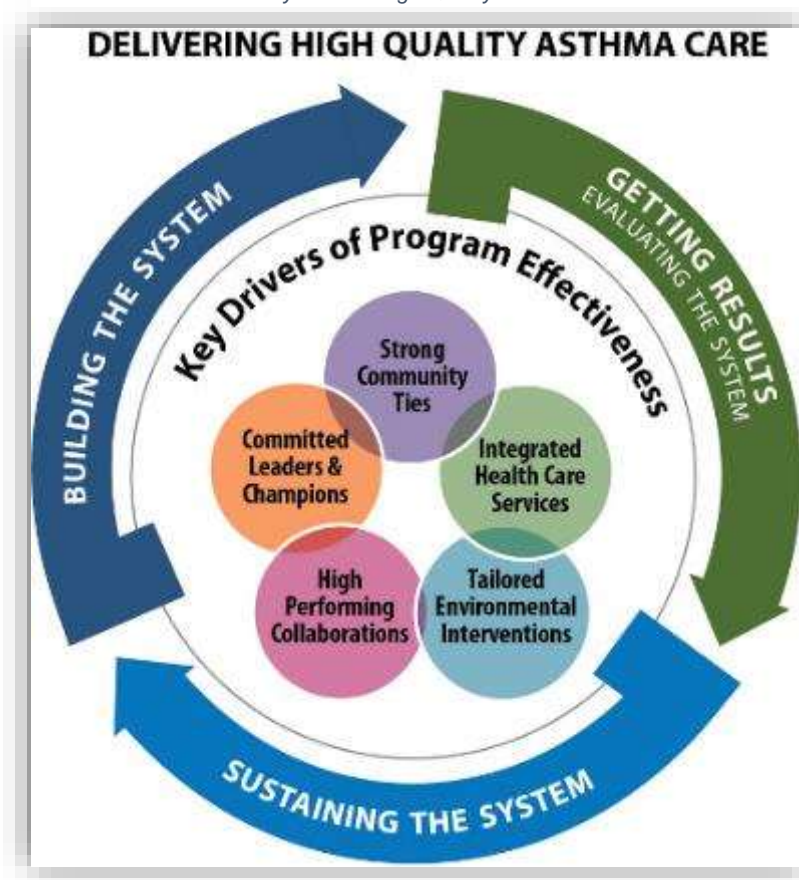 DELIVERING HIGH QUALITY ASTHMA CARE
BUILDING THE SYSTEM
GETTING RESULTS
EVALUATING THE SYSTEM
Key Drivers of Program Effectiveness
Strong
Community
Ties
Committed
Leaders &
Champions
Integrated
Health Care
Services
High
Performing
Collaborations
Tailored
Environmental
Interventions
SUSTAINING THE SYSTEM